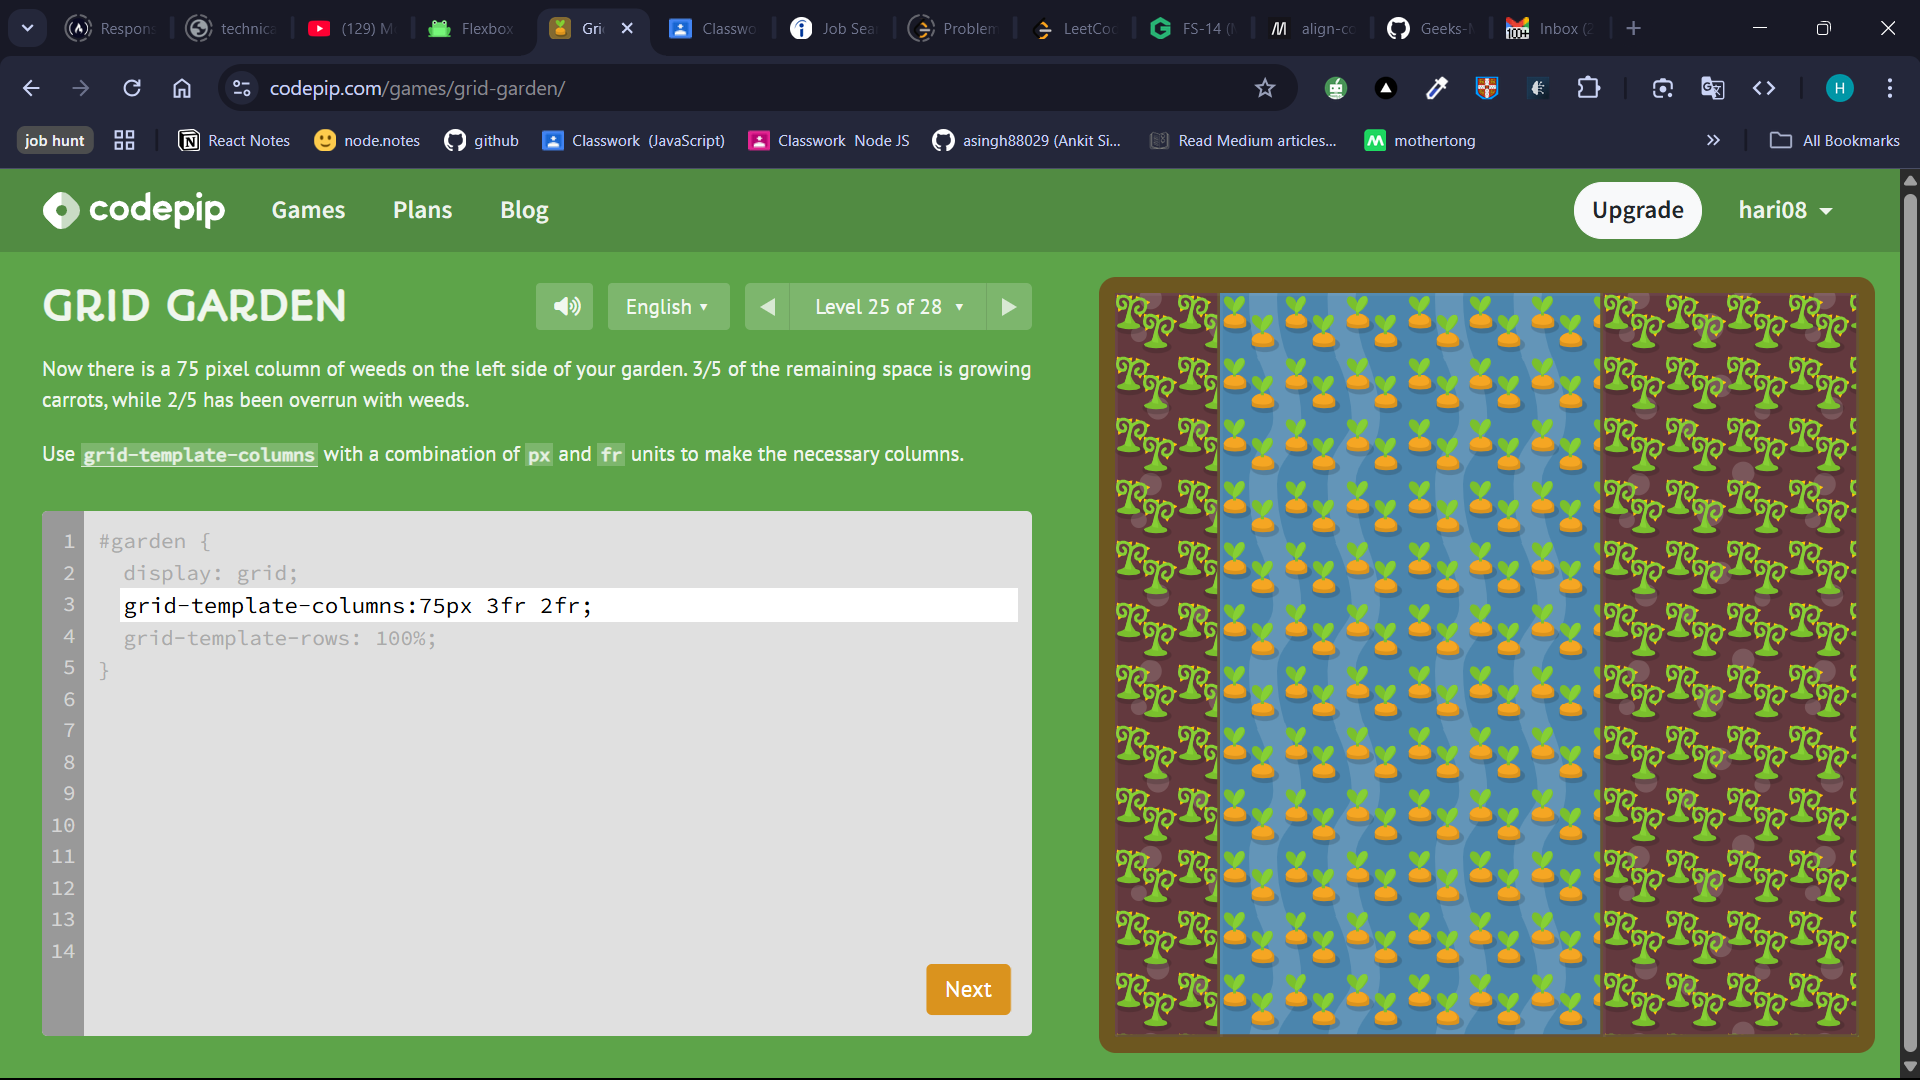 Respon
technica
(129) M
Flexbox
Gri
Classwo
Job Sea
Problem
LeetCod
FS-14 (
align-co
Geeks-
Inbox (2
codepip.com/games/grid-garden/
H
job hunt
React Notes
node.notes
github
Classwork (JavaScript)
Classwork Node JS
asingh88029 (Ankit Si...
Read Medium articles...
mothertong
All Bookmarks
codepip
Games
Plans
Blog
Upgrade
hari08
GRID GARDEN
English
Level 25 of 28
Now there is a 75 pixel column of weeds on the left side of your garden. 3/5 of the remaining space is growing
carrots, while 2/5 has been overrun with weeds.
Use grid-template-columns with a combination of px and fr units to make the necessary columns.
1 #garden {
2 display: grid;
3 grid-template-columns:75px 3fr 2fr;
4 grid-template-rows: 100%;
5 }
6
7
8
9
10
11
12
13
14
Next